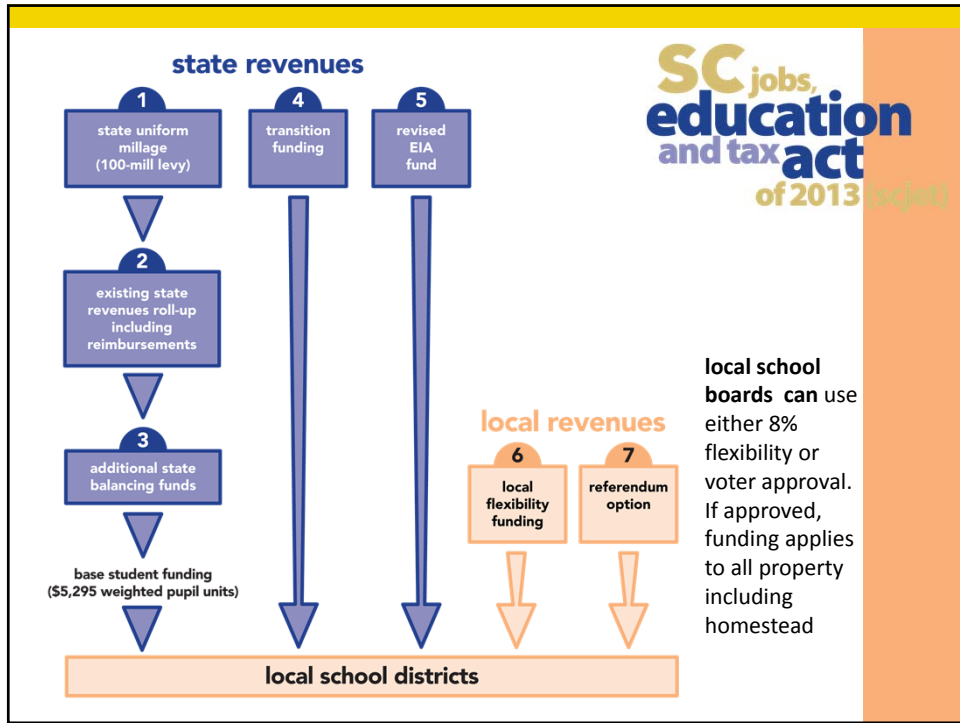 state revenues
1
state uniform
millage
(100-mill levy)
4
transition
funding
5
revised
EIA
fund
SC jobs,
education
and tax act
of 2013 (scjet)
2
existing state
revenues roll-up
including
reimbursements
3
additional state
balancing funds
base student funding
($5,295 weighted pupil units)
local revenues
6
local
flexibility
funding
7
referendum
option
local school
boards can use
either 8%
flexibility or
voter approval.
If approved,
funding applies
to all property
including
homestead
local school districts